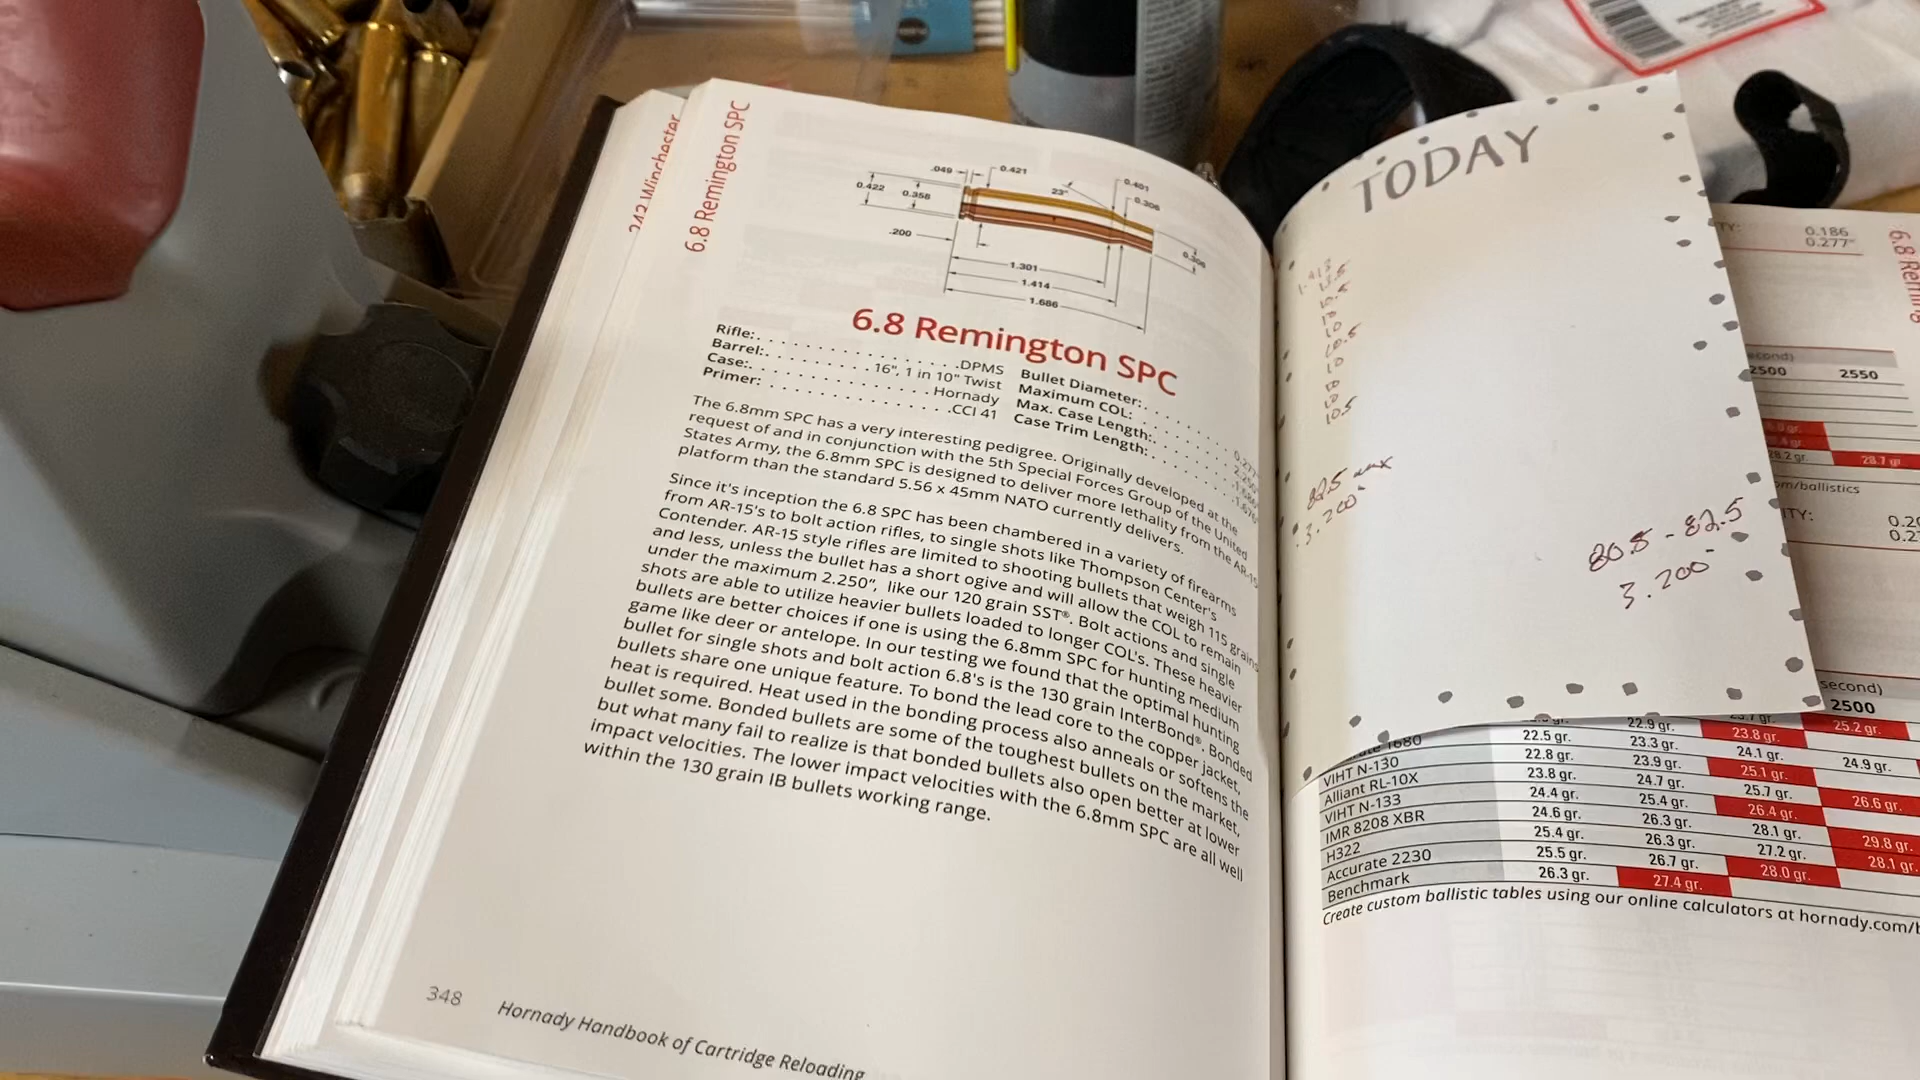 6.8 Remington SPC
.049
0.421
0.422
0.358
23°
0.401
0.306
.200
1.301
1.414
1.686
6.8 Remington SPC
Rifle: DPMS
Barrel: 16", 1 in 10" Twist
Case: Hornady
Primer: CCI 41
Bullet Diameter:
Maximum COL:
Max. Case Length:
Case Trim Length:
The 6.8mm SPC has a very interesting pedigree. Originally developed at the
request of and in conjunction with the 5th Special Forces Group of the United
States Army, the 6.8mm SPC is designed to deliver more lethality from the AR-15
platform than the standard 5.56 x 45mm NATO currently delivers.
Since it's inception the 6.8 SPC has been chambered in a variety of firearms
from AR-15's to bolt action rifles, to single shots like Thompson Center's
Contender. AR-15 style rifles are limited to shooting bullets that weigh 115 grains
and less, unless the bullet has a short ogive and will allow the COL to remain
under the maximum 2.250", like our 120 grain SST®. Bolt actions and single
shots are able to utilize heavier bullets loaded to longer COL's. These heavier
bullets are better choices if one is using the 6.8mm SPC for hunting medium
game like deer or antelope. In our testing we found that the optimal hunting
bullet for single shots and bolt action 6.8's is the 130 grain InterBond®. Bonded
bullets share one unique feature. To bond the lead core to the copper jacket,
heat is required. Heat used in the bonding process also anneals or softens the
bullet some. Bonded bullets are some of the toughest bullets on the market,
but what many fail to realize is that bonded bullets also open better at lower
impact velocities. The lower impact velocities with the 6.8mm SPC are all well
within the 130 grain IB bullets working range.
348 Hornady Handbook of Cartridge Reloading
TODAY
10
10.5
82.5 max
3.200"
80.5 - 82.5
3.200"
0.186
0.277"
2500 2550
28.2 gr. 28.7 gr.
2500
22.9 gr. 23.8 gr. 25.2 gr.
22.5 gr. 23.3 gr. 24.1 gr. 24.9 gr.
VIHT N-130 22.8 gr. 23.9 gr. 25.1 gr.
Alliant RL-10X 23.8 gr. 24.7 gr. 25.7 gr. 26.6 gr.
VIHT N-133 24.4 gr. 25.4 gr. 26.4 gr.
IMR 8208 XBR 24.6 gr. 26.3 gr. 28.1 gr. 29.8 gr.
H322 25.4 gr. 26.3 gr. 27.2 gr. 28.1 gr.
Accurate 2230 25.5 gr. 26.7 gr. 28.0 gr.
Benchmark 26.3 gr. 27.4 gr.
Create custom ballistic tables using our online calculators at hornady.com/b